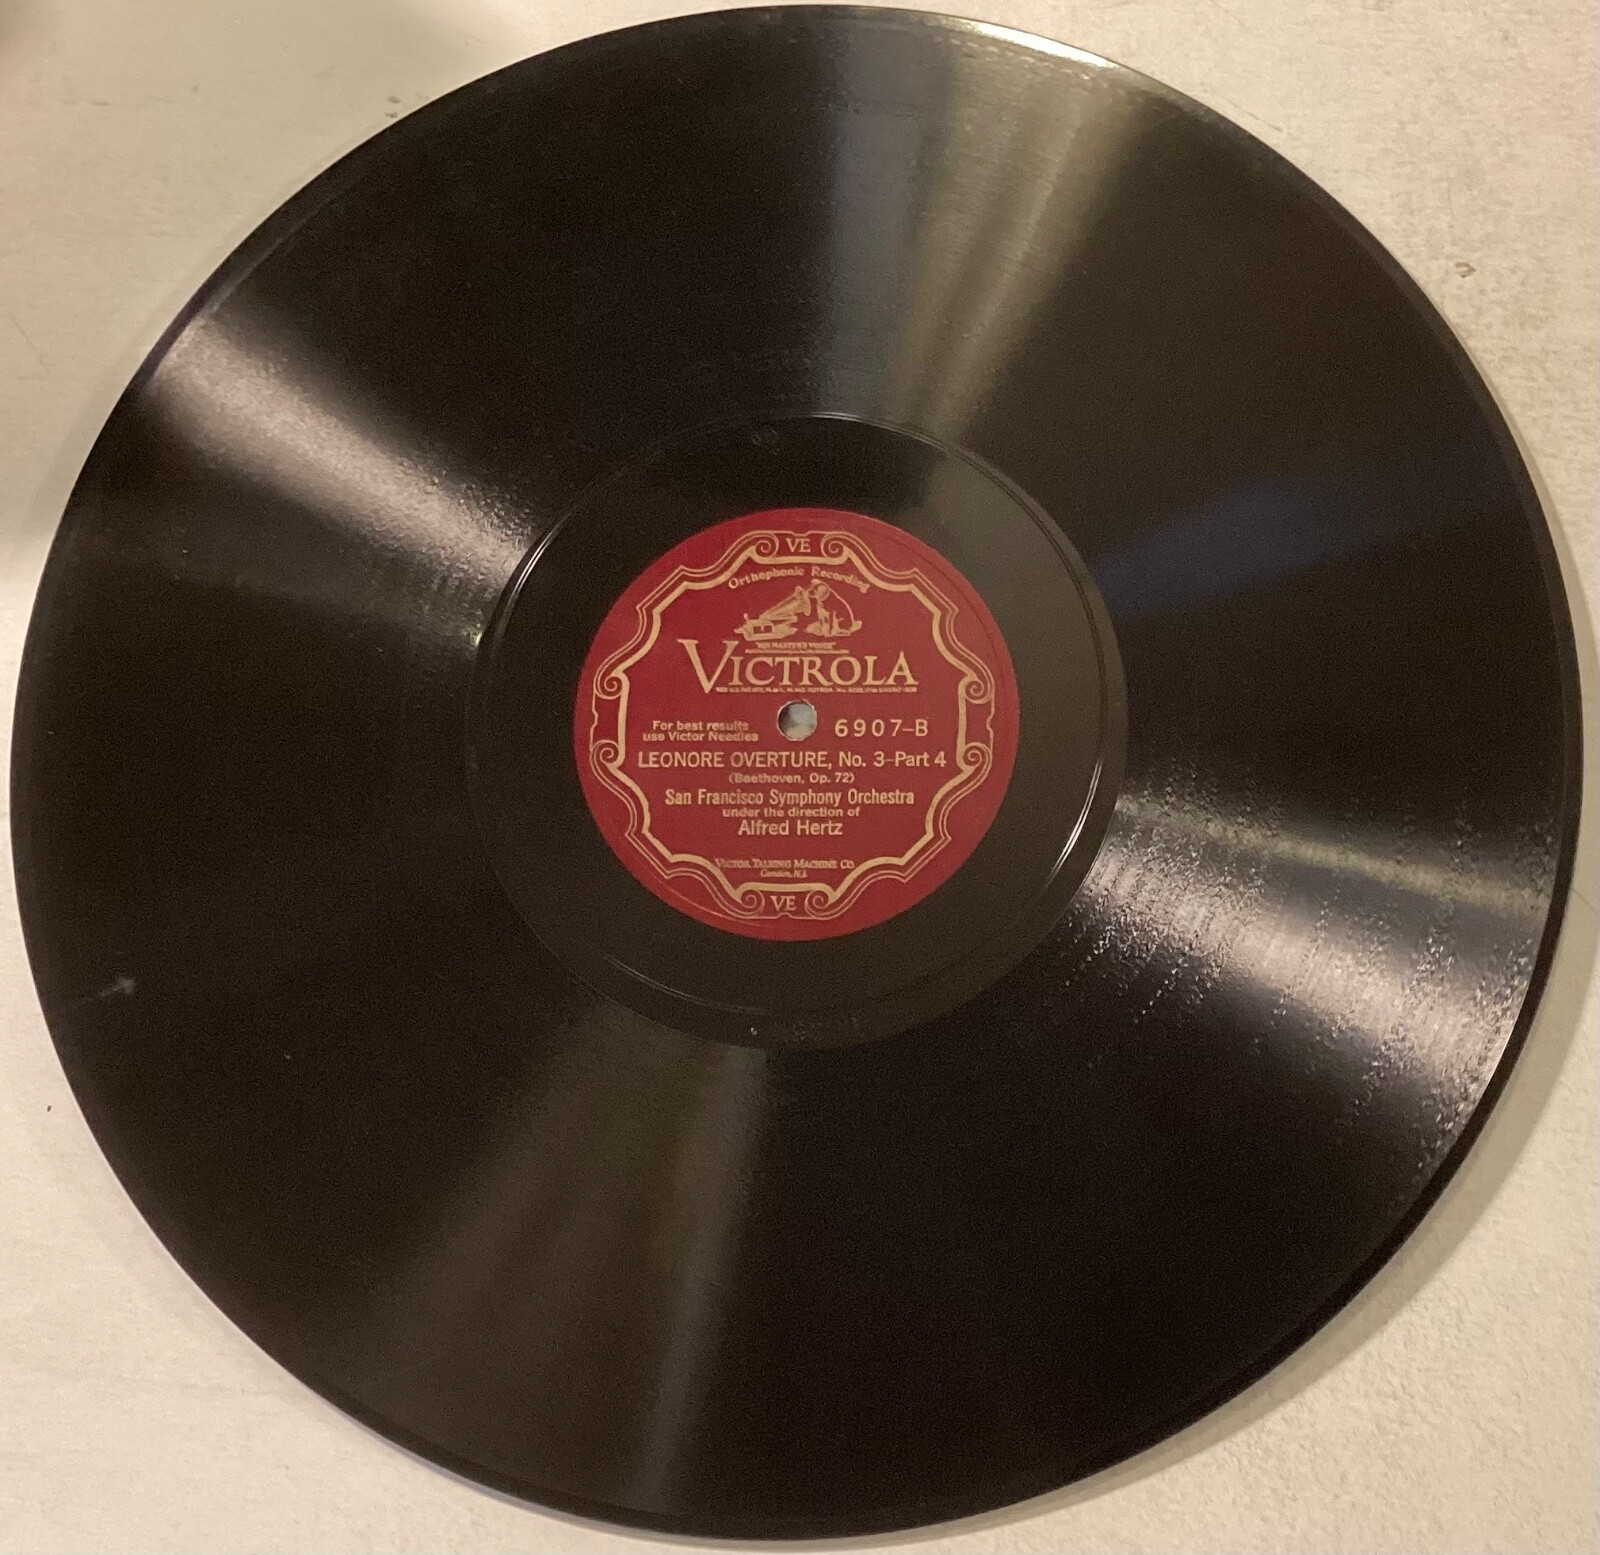 VE
Orthophonic Recording
"HIS MASTER'S VOICE"
VICTROLA
For best results
use Victor Needles
6907-B
LEONORE OVERTURE, No. 3-Part 4
(Beethoven, Op. 72)
San Francisco Symphony Orchestra
under the direction of
Alfred Hertz
VICTOR TALKING MACHINE CO.
Camden, N.J.
VE